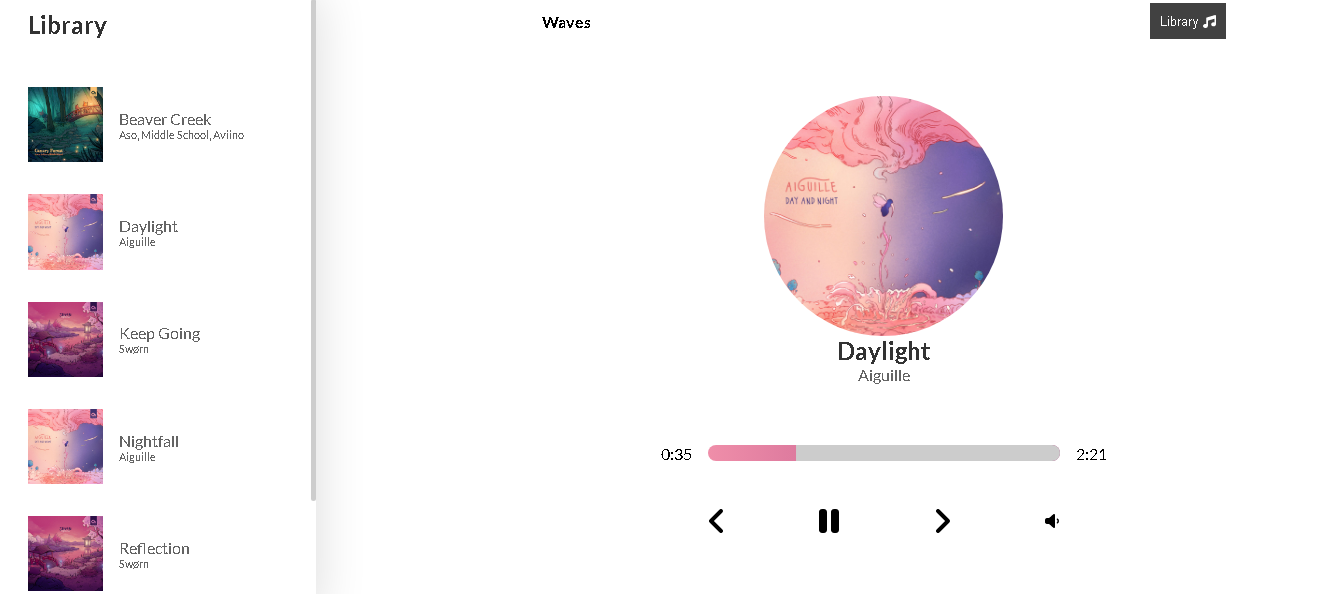 Library
Beaver Creek
Aso, Middle School, Aviino
Daylight
Aiguille
Keep Going
Swørn
Nightfall
Aiguille
Reflection
Swørn
Waves
Library
AIGUILLE
DAY AND NIGHT
Daylight
Aiguille
0:35
2:21